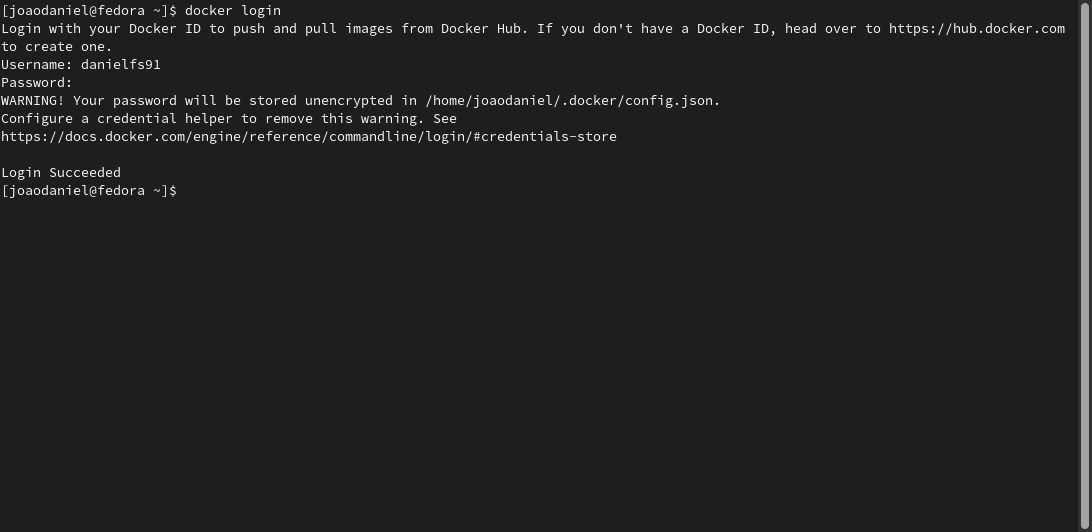 [joaodaniel@fedora ~]$ docker login
Login with your Docker ID to push and pull images from Docker Hub. If you don't have a Docker ID, head over to https://hub.docker.com
to create one.
Username: danielfs91
Password:
WARNING! Your password will be stored unencrypted in /home/joaodaniel/.docker/config.json.
Configure a credential helper to remove this warning. See
https://docs.docker.com/engine/reference/commandline/login/#credentials-store

Login Succeeded
[joaodaniel@fedora ~]$